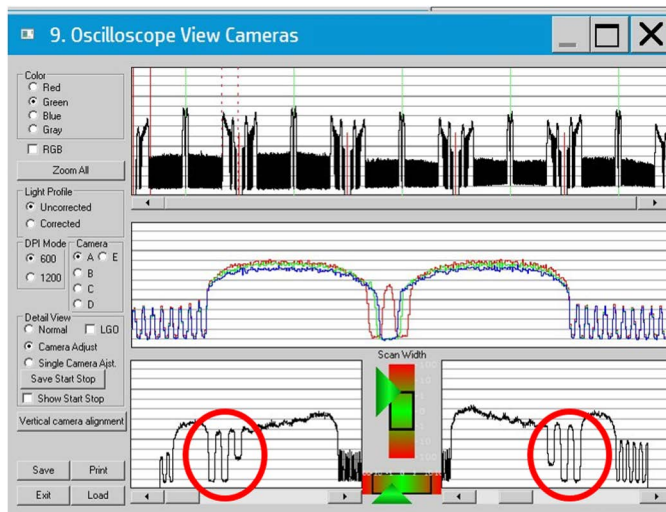 9. Oscilloscope View Cameras
Color
Red
Green
Blue
Gray
RGB
Zoom All
Light Profile
Uncorrected
Corrected
DPI Mode
600
1200
Camera
A
E
B
C
D
Detail View
Normal
LGO
Camera Adjust
Single Camera Ajst.
Save Start Stop
Show Start Stop
Vertical camera alignment
Save
Print
Exit
Load
Scan Width